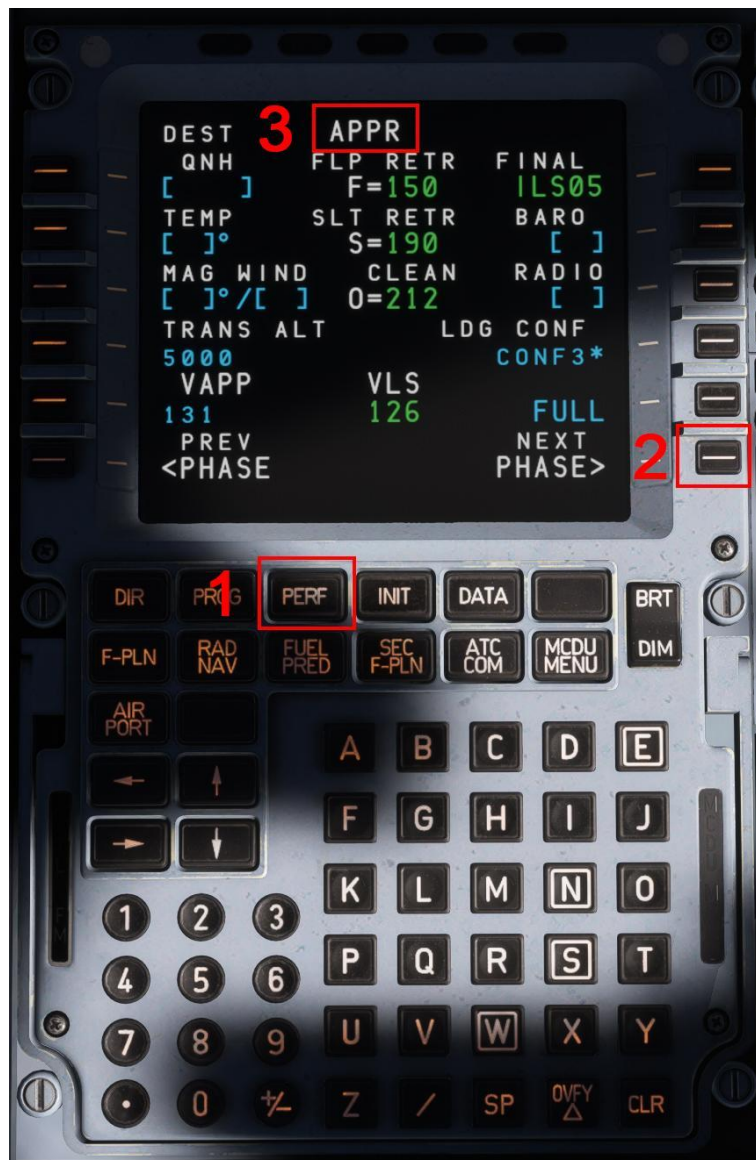 3
DEST APPR
QNH FLP RETR FINAL
[ ] F=150 ILS05
TEMP SLT RETR BARO
[ ]° S=190 [ ]
MAG WIND CLEAN RADIO
[ ]°/[ ] O=212 [ ]
TRANS ALT LDG CONF
5000 CONF3*
VAPP VLS
131 126 FULL
PREV NEXT
<PHASE PHASE>
2
1
DIR PROG PERF INIT DATA BRT
F-PLN RAD NAV FUEL PRED SEC F-PLN ATC COM MCDU MENU DIM
AIR PORT
A B C D E
F G H I J
K L M N O
1 2 3
P Q R S T
4 5 6
U V W X Y
7 8 9
Z / SP OVFY Δ CLR
. 0 +/-